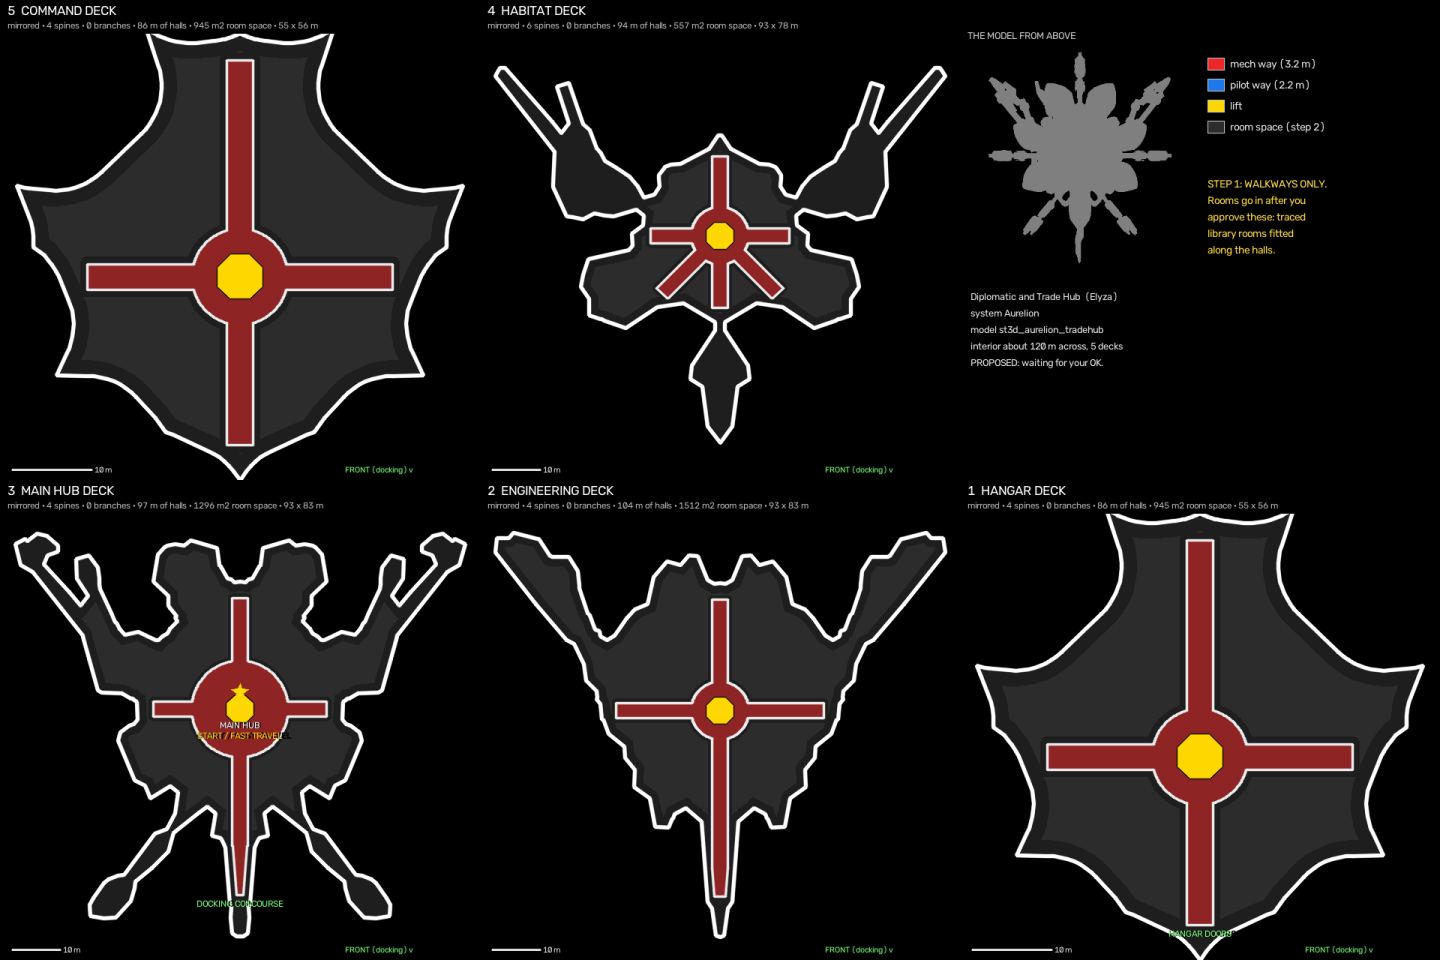 5 COMMAND DECK
mirrored • 4 spines • 0 branches • 86 m of halls • 945 m2 room space • 55 x 56 m
10 m
FRONT (docking) v
4 HABITAT DECK
mirrored • 6 spines • 0 branches • 94 m of halls • 557 m2 room space • 93 x 78 m
10 m
FRONT (docking) v
THE MODEL FROM ABOVE
mech way (3.2 m)
pilot way (2.2 m)
lift
room space (step 2)
STEP 1: WALKWAYS ONLY.
Rooms go in after you
approve these: traced
library rooms fitted
along the halls.
Diplomatic and Trade Hub (Elyza)
system Aurelion
model st3d_aurelion_tradehub
interior about 120 m across, 5 decks
PROPOSED: waiting for your OK.
3 MAIN HUB DECK
mirrored • 4 spines • 0 branches • 97 m of halls • 1296 m2 room space • 93 x 83 m
MAIN HUB
START / FAST TRAVEL
DOCKING CONCOURSE
10 m
FRONT (docking) v
2 ENGINEERING DECK
mirrored • 4 spines • 0 branches • 104 m of halls • 1512 m2 room space • 93 x 83 m
10 m
FRONT (docking) v
1 HANGAR DECK
mirrored • 4 spines • 0 branches • 86 m of halls • 945 m2 room space • 55 x 56 m
HANGAR DOORS
10 m
FRONT (docking) v